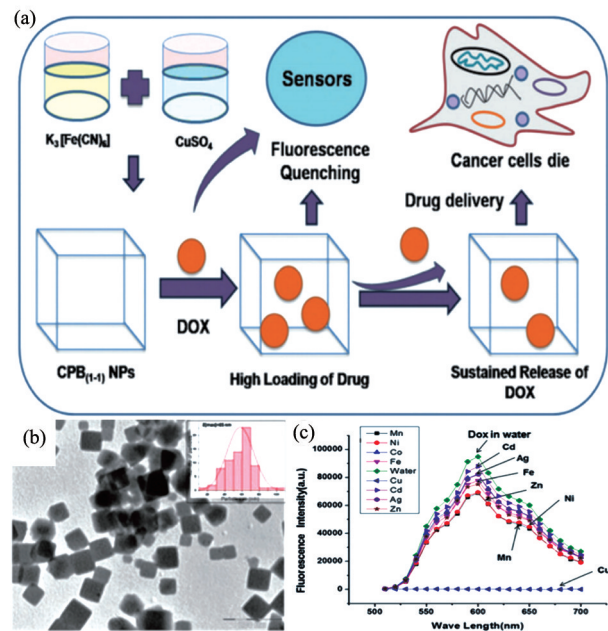 (a)
K₃ [Fe(CN)₆]
CuSO₄
Sensors
Fluorescence
Quenching
Cancer cells die
Drug delivery
DOX
CPB(1-1) NPs
High Loading of Drug
Sustained Release of
DOX
(b)
(c)
Mn
Ni
Co
Fe
Water
Cu
Cd
Ag
Zn
Dox in water
Cd
Ag
Fe
Zn
Ni
Mn
Cu
Fluorescence Intensity(a.u.)
100000
80000
60000
40000
20000
0
500
550
600
650
700
Wave Length(nm)